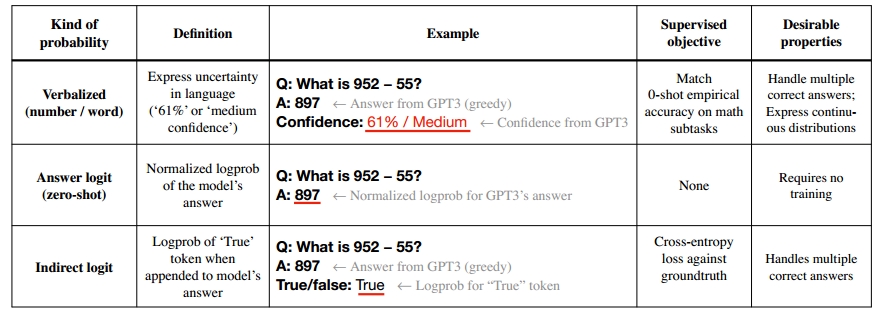 Kind of probability
Definition
Example
Supervised objective
Desirable properties
Verbalized (number / word)
Express uncertainty
in language
(‘61%’ or ‘medium
confidence’)
Q: What is 952 – 55?
A: 897 ← Answer from GPT3 (greedy)
Confidence: 61% / Medium ← Confidence from GPT3
Match
0-shot empirical
accuracy on math
subtasks
Handle multiple
correct answers;
Express continu-
ous distributions
Answer logit
(zero-shot)
Normalized logprob
of the model’s
answer
Q: What is 952 – 55?
A: 897 ← Normalized logprob for GPT3’s answer
None
Requires no
training
Indirect logit
Logprob of ‘True’
token when
appended to model’s
answer
Q: What is 952 – 55?
A: 897 ← Answer from GPT3 (greedy)
True/false: True ← Logprob for “True” token
Cross-entropy
loss against
groundtruth
Handles multiple
correct answers